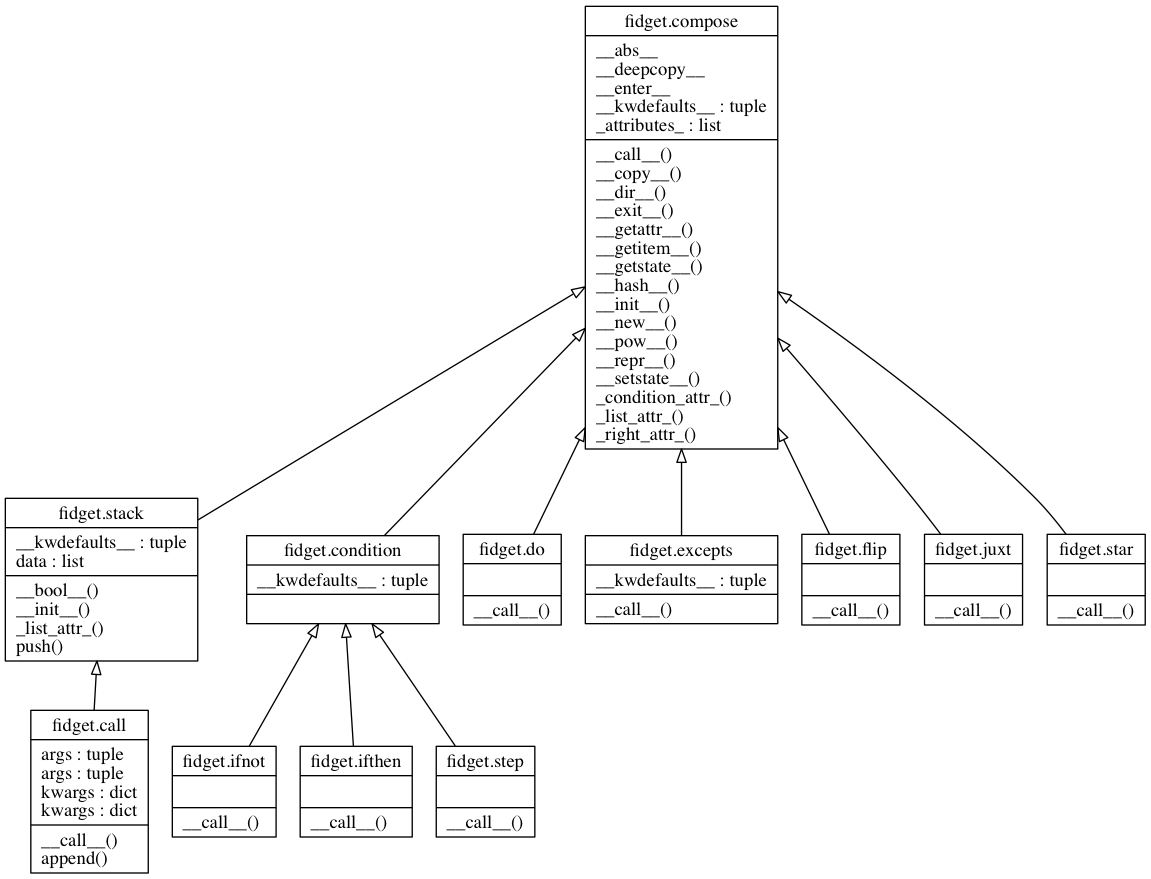 fidget.compose
__abs__
__deepcopy__
__enter__
__kwdefaults__ : tuple
_attributes_ : list
__call__()
__copy__()
__dir__()
__exit__()
__getattr__()
__getitem__()
__getstate__()
__hash__()
__init__()
__new__()
__pow__()
__repr__()
__setstate__()
_condition_attr_()
_list_attr_()
_right_attr_()
fidget.stack
__kwdefaults__ : tuple
data : list
__bool__()
__init__()
_list_attr_()
push()
fidget.condition
__kwdefaults__ : tuple
fidget.do
__call__()
fidget.excepts
__kwdefaults__ : tuple
__call__()
fidget.flip
__call__()
fidget.juxt
__call__()
fidget.star
__call__()
fidget.call
args : tuple
args : tuple
kwargs : dict
kwargs : dict
__call__()
append()
fidget.ifnot
__call__()
fidget.ifthen
__call__()
fidget.step
__call__()